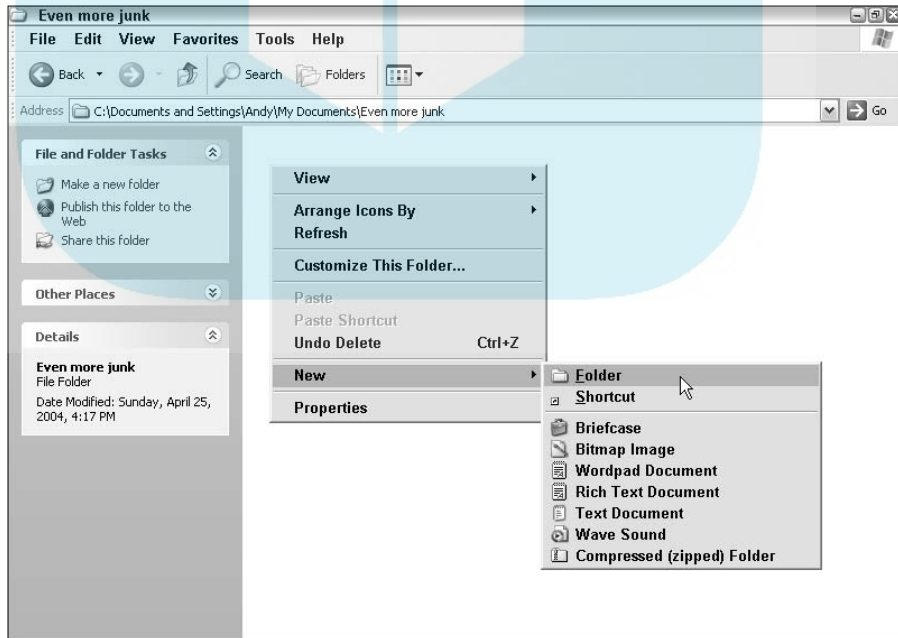 Even more junk
File Edit View Favorites Tools Help
Back Search Folders
Address C:\Documents and Settings\Andy\My Documents\Even more junk Go
File and Folder Tasks
Make a new folder
Publish this folder to the
Web
Share this folder
Other Places
Details
Even more junk
File Folder
Date Modified: Sunday, April 25,
2004, 4:17 PM
View
Arrange Icons By
Refresh
Customize This Folder...
Paste
Paste Shortcut
Undo Delete Ctrl+Z
New
Properties
Folder
Shortcut
Briefcase
Bitmap Image
Wordpad Document
Rich Text Document
Text Document
Wave Sound
Compressed (zipped) Folder